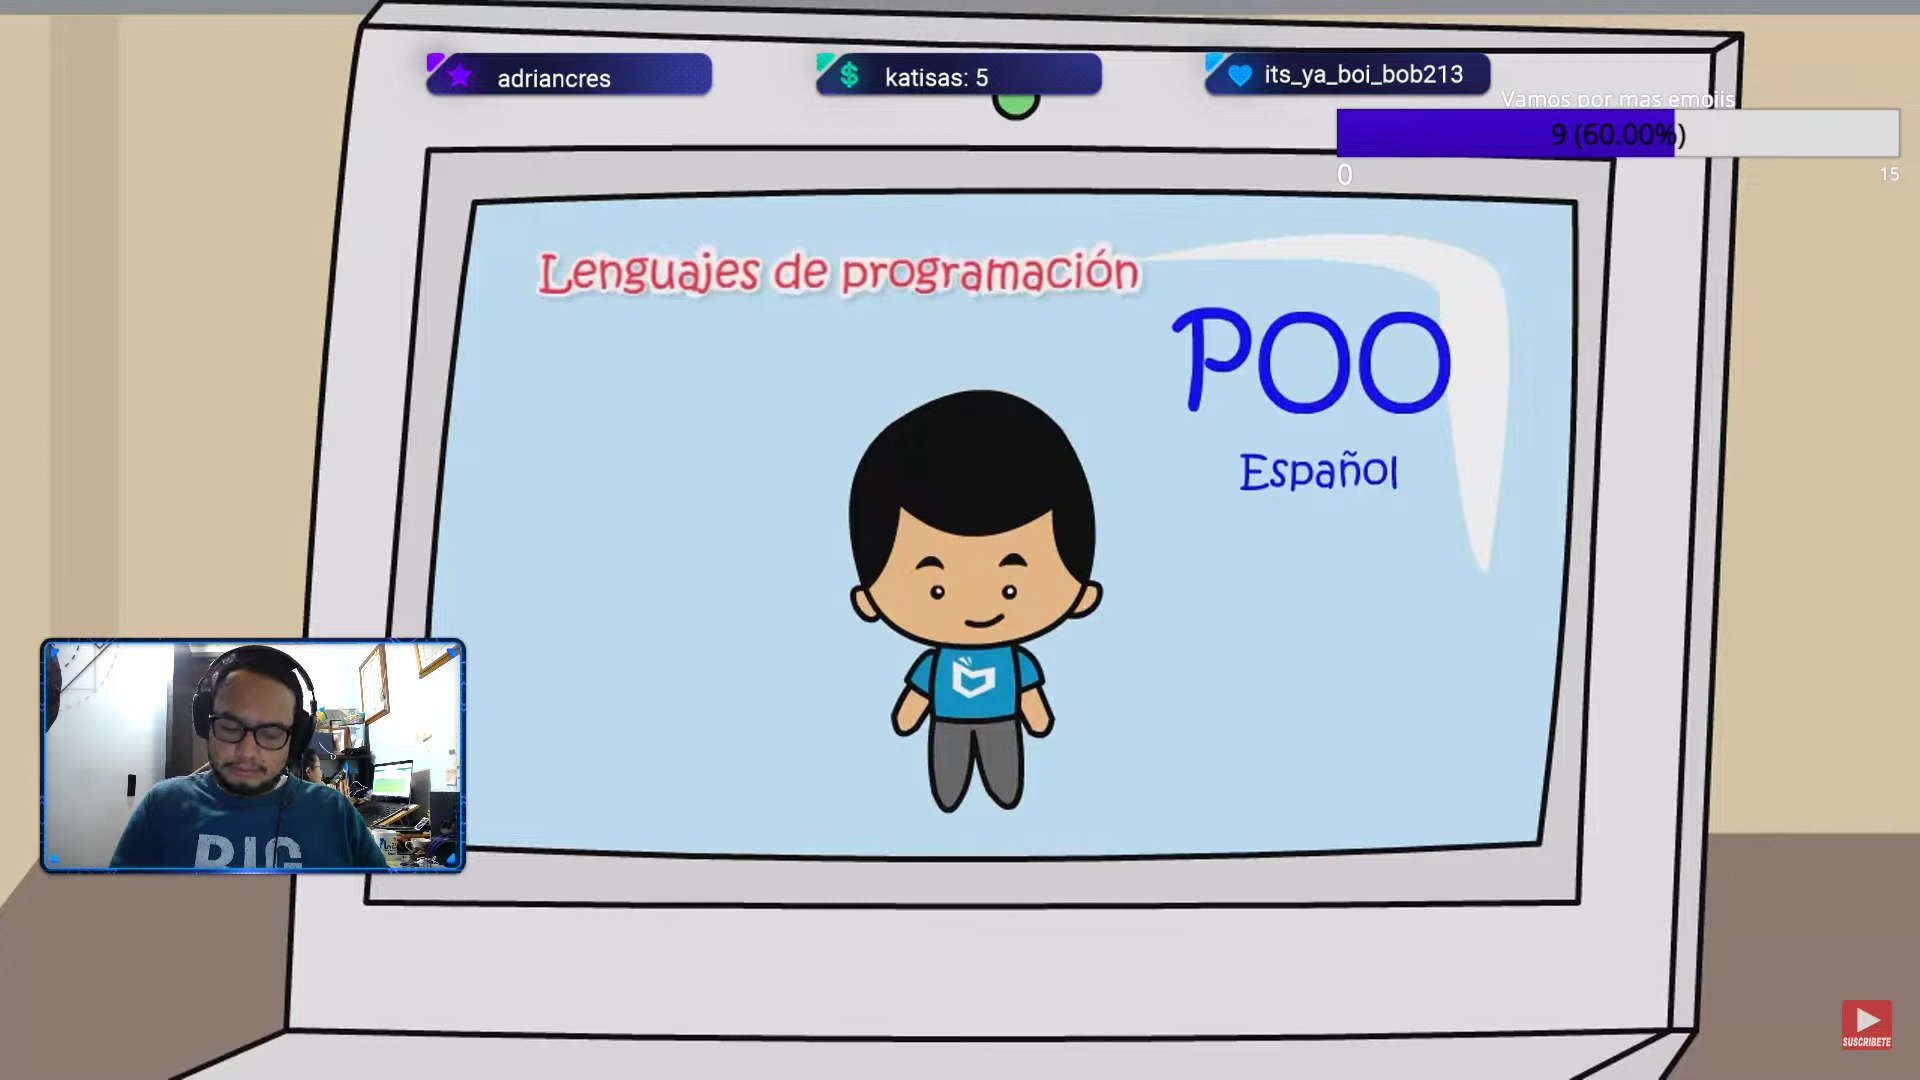 adriancres
katisas: 5
its_ya_boi_bob213
Vamos por mas emojis
9 (60.00%)
0
15
Lenguajes de programación
POO
Español
BIG
SUSCRIBETE